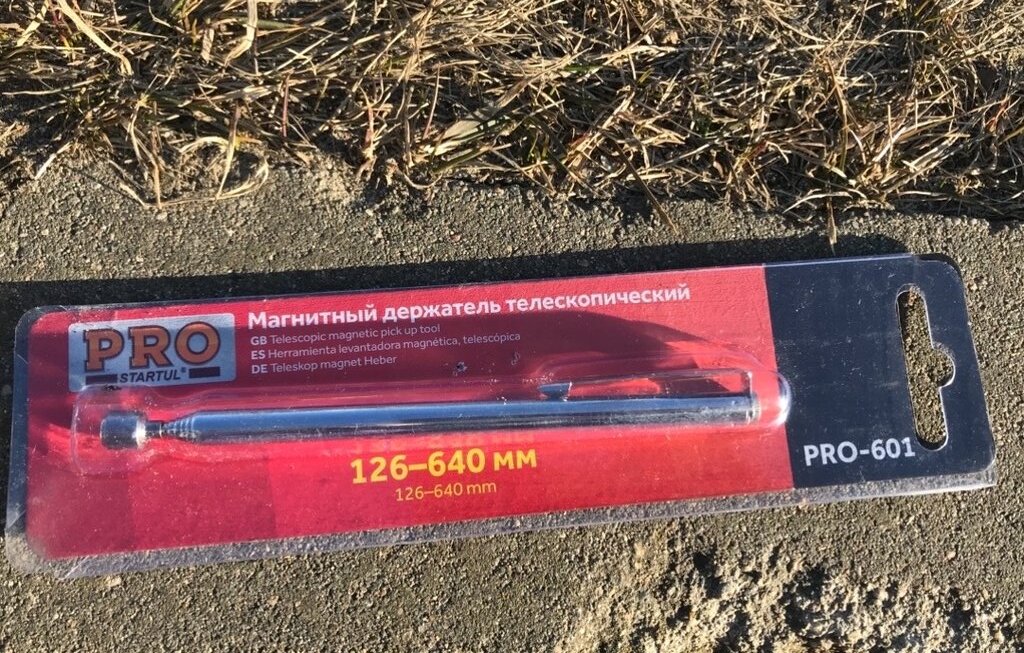 PRO
STARTUL®
Магнитный держатель телескопический
GB Telescopic magnetic pick up tool
ES Herramienta levantadora magnética, telescópica
DE Teleskop magnet Heber
126–640 мм
126–640 mm
PRO-601